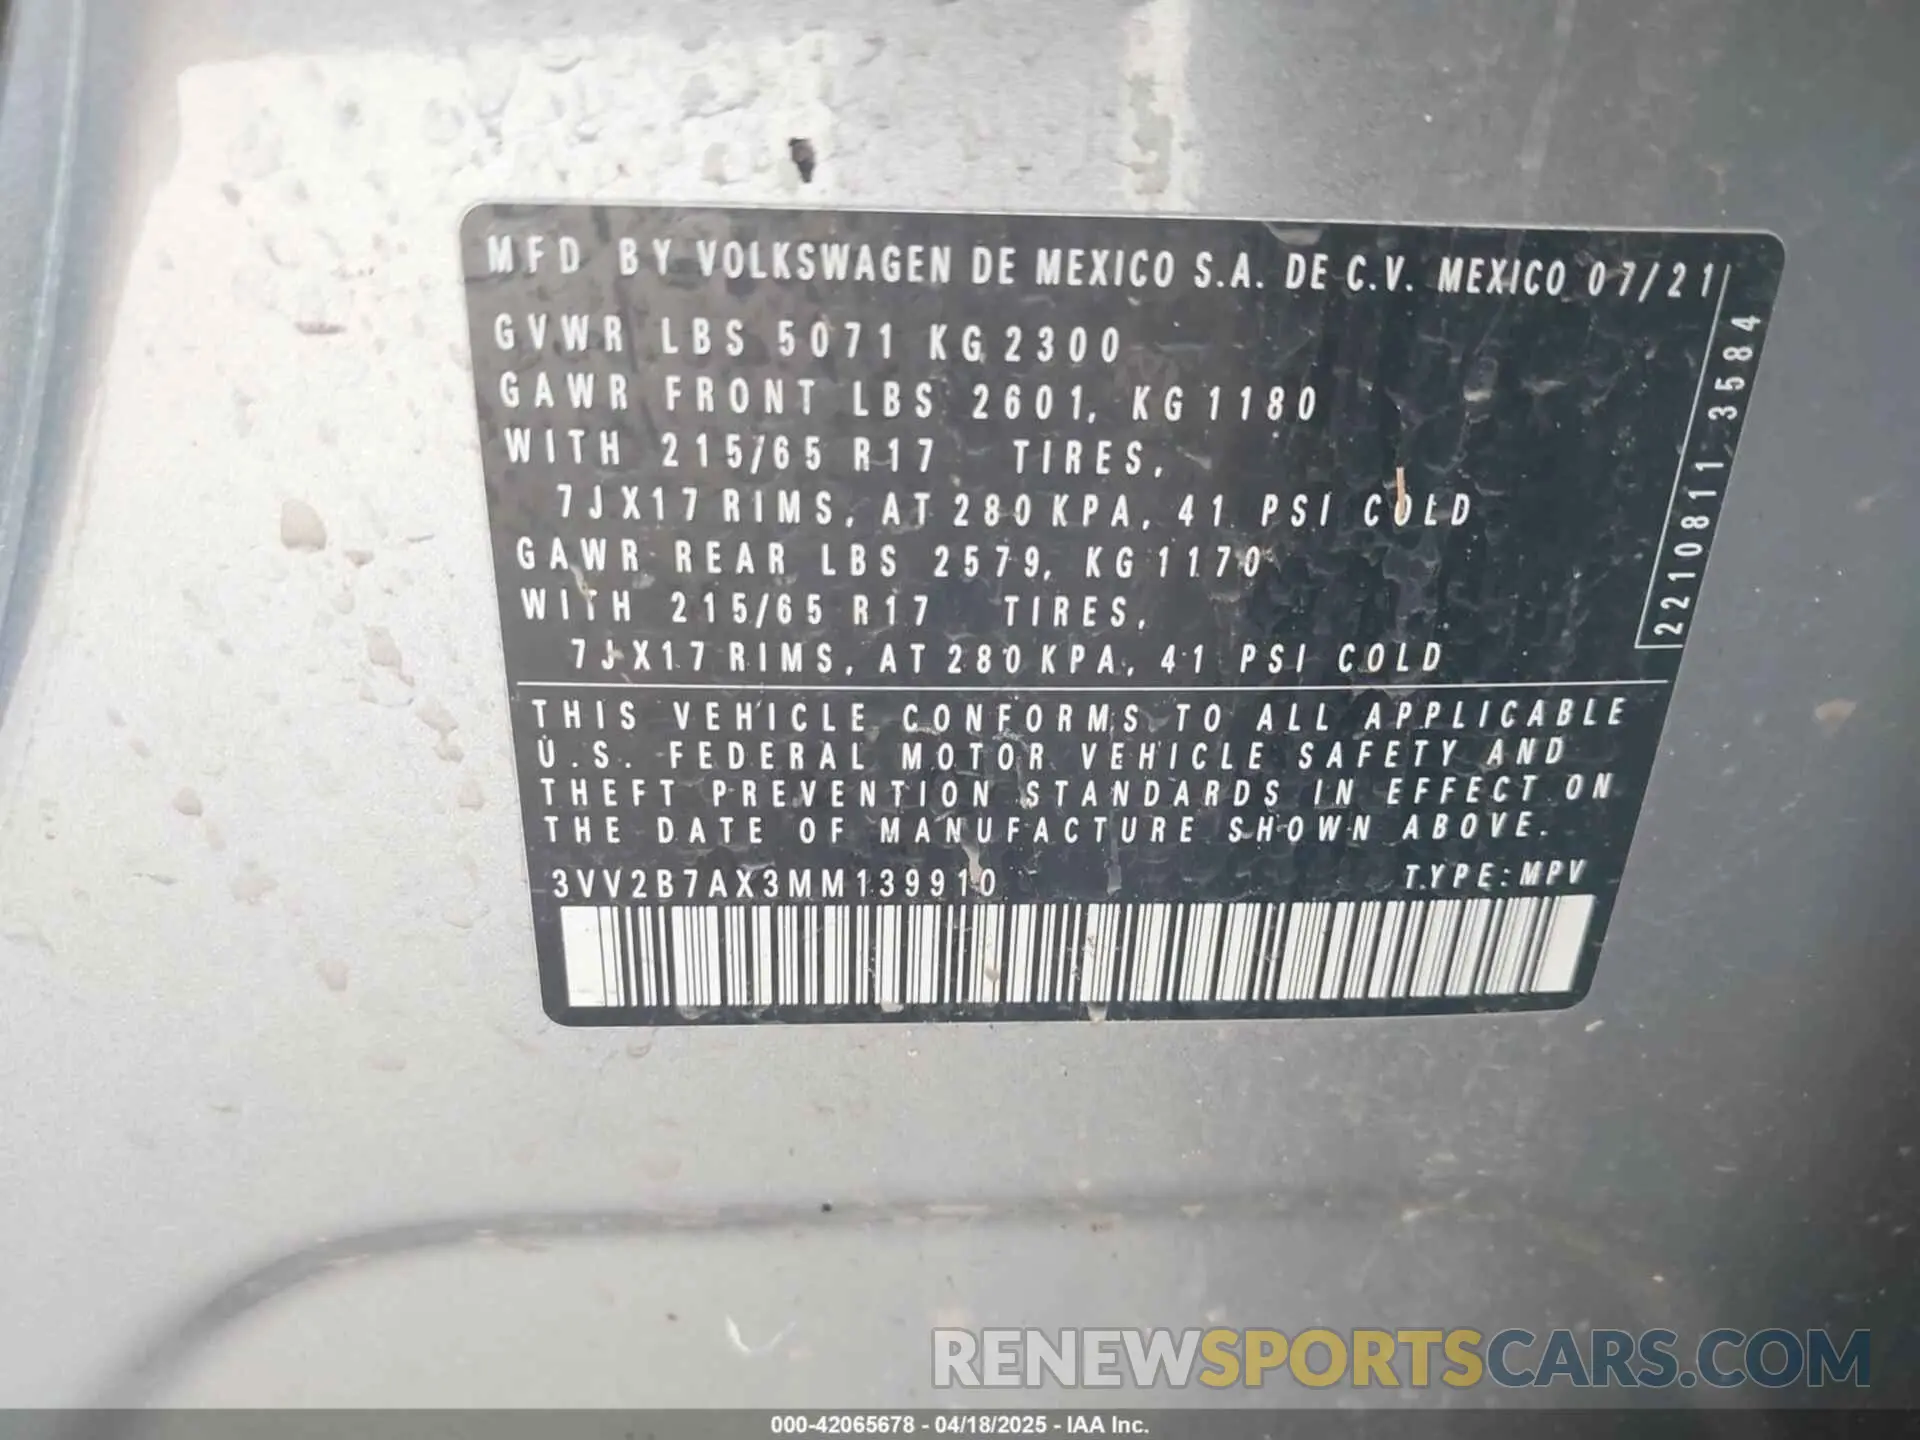 MFD BY VOLKSWAGEN DE MEXICO S.A. DE C.V. MEXICO 07/21
GVWR LBS 5071 KG 2300
GAWR FRONT LBS 2601, KG 1180
WITH 215/65 R17 TIRES,
7JX17 RIMS, AT 280 KPA, 41 PSI COLD
GAWR REAR LBS 2579, KG 1170
WITH 215/65 R17 TIRES,
7JX17 RIMS, AT 280 KPA, 41 PSI COLD
2210811 3584
THIS VEHICLE CONFORMS TO ALL APPLICABLE
U.S. FEDERAL MOTOR VEHICLE SAFETY AND
THEFT PREVENTION STANDARDS IN EFFECT ON
THE DATE OF MANUFACTURE SHOWN ABOVE.
3VV2B7AX3MM139910 TYPE: MPV
RENEWSPORTSCARS.COM
000-42065678 - 04/18/2025 - IAA Inc.